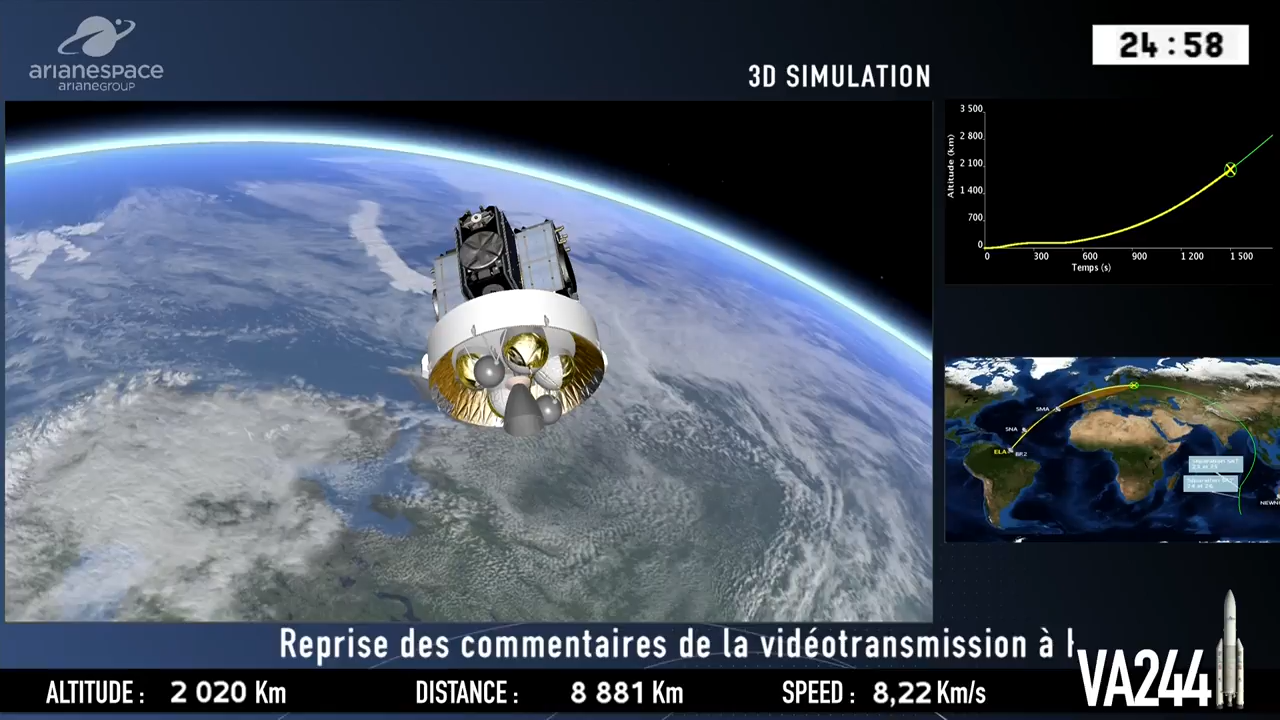 arianespace
arianeGROUP
3D SIMULATION
24 : 58
Altitude (km)
3 500
2 800
2 100
1 400
700
0
0 300 600 900 1 200 1 500
Temps (s)
SMA
SNA
ELA
BR2
NEWN
Reprise des commentaires de la vidéotransmission à
VA244
ALTITUDE : 2 020 Km DISTANCE : 8 881 Km SPEED : 8,22 Km/s